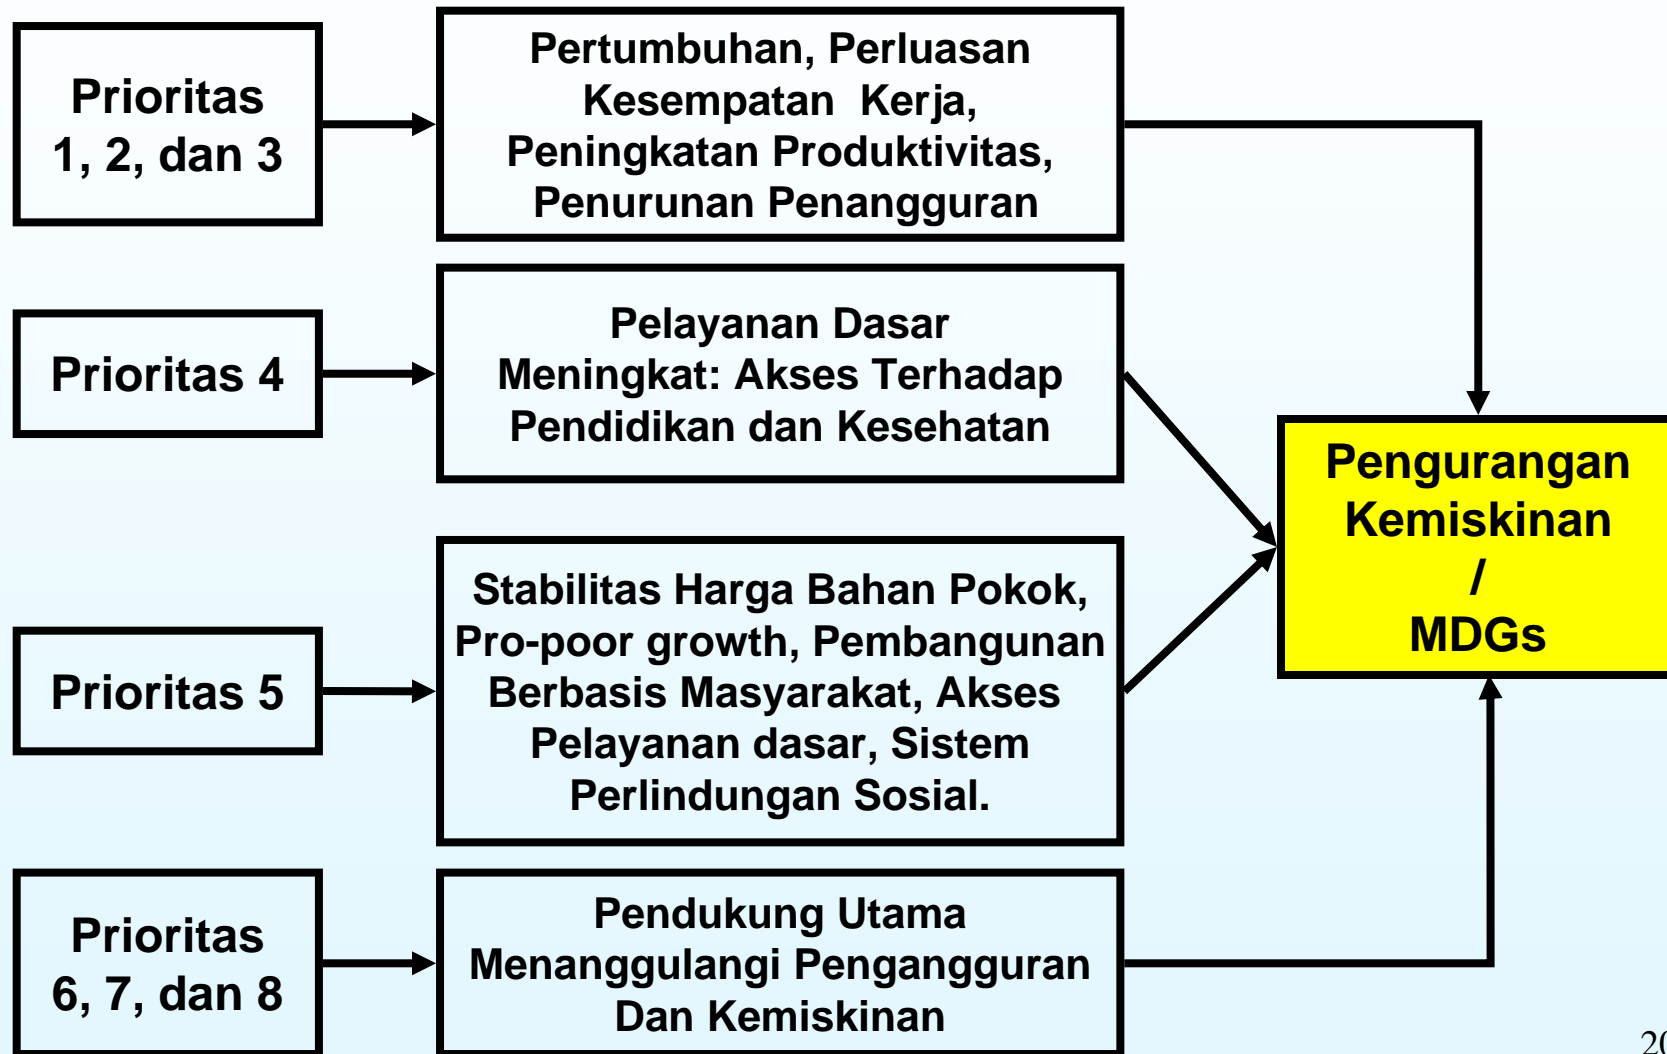 Prioritas
1, 2, dan 3
Pertumbuhan, Perluasan
Kesempatan  Kerja,
Peningkatan Produktivitas,
Penurunan Penangguran
Prioritas 4
Pelayanan Dasar
Meningkat: Akses Terhadap
Pendidikan dan Kesehatan
Prioritas 5
Stabilitas Harga Bahan Pokok,
Pro-poor growth, Pembangunan
Berbasis Masyarakat, Akses
Pelayanan dasar, Sistem
Perlindungan Sosial.
Prioritas
6, 7, dan 8
Pendukung Utama
Menanggulangi Pengangguran
Dan Kemiskinan
Pengurangan
Kemiskinan
/
MDGs
20